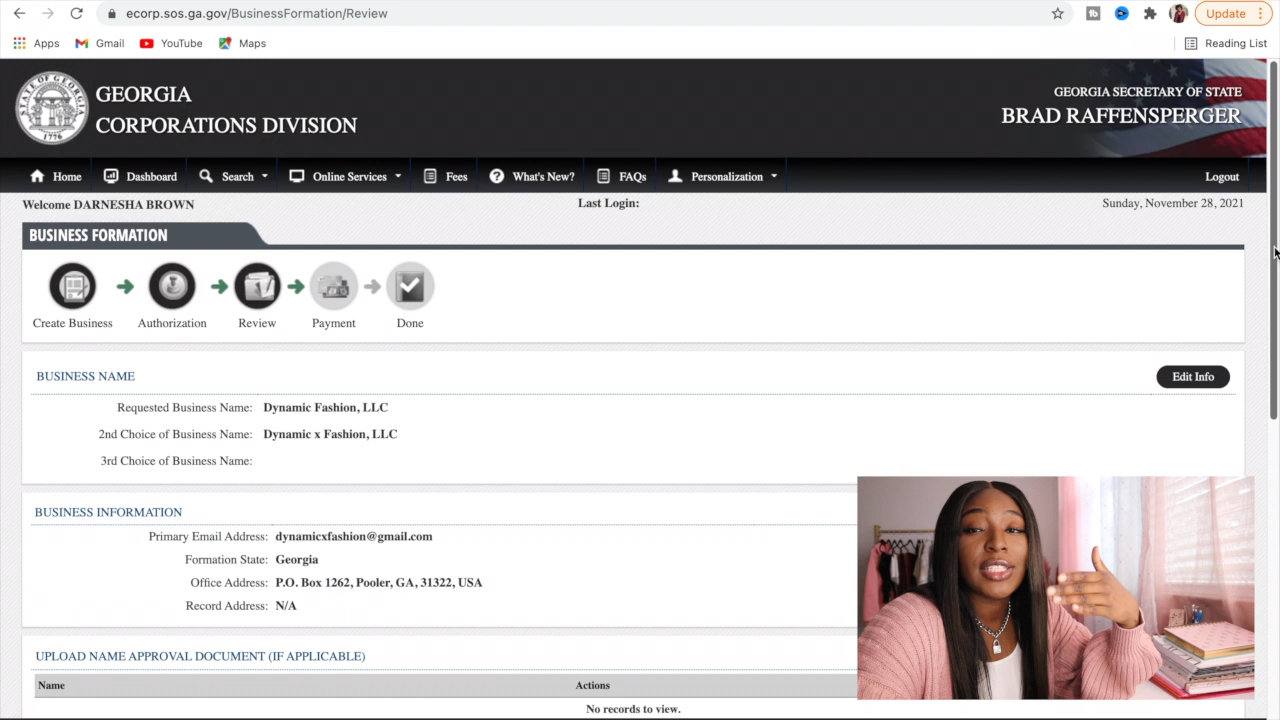 ecorp.sos.ga.gov/BusinessFormation/Review
Update
Apps Gmail YouTube Maps Reading List
GEORGIA
CORPORATIONS DIVISION
GEORGIA SECRETARY OF STATE
BRAD RAFFENSPERGER
STATE OF GEORGIA
1776
Home Dashboard Search Online Services Fees What's New? FAQs Personalization Logout
Welcome DARNESHA BROWN Last Login: Sunday, November 28, 2021
BUSINESS FORMATION
Create Business Authorization Review Payment Done
BUSINESS NAME Edit Info
Requested Business Name: Dynamic Fashion, LLC
2nd Choice of Business Name: Dynamic x Fashion, LLC
3rd Choice of Business Name:
BUSINESS INFORMATION
Primary Email Address: dynamicxfashion@gmail.com
Formation State: Georgia
Office Address: P.O. Box 1262, Pooler, GA, 31322, USA
Record Address: N/A
UPLOAD NAME APPROVAL DOCUMENT (IF APPLICABLE)
Name Actions
No records to view.